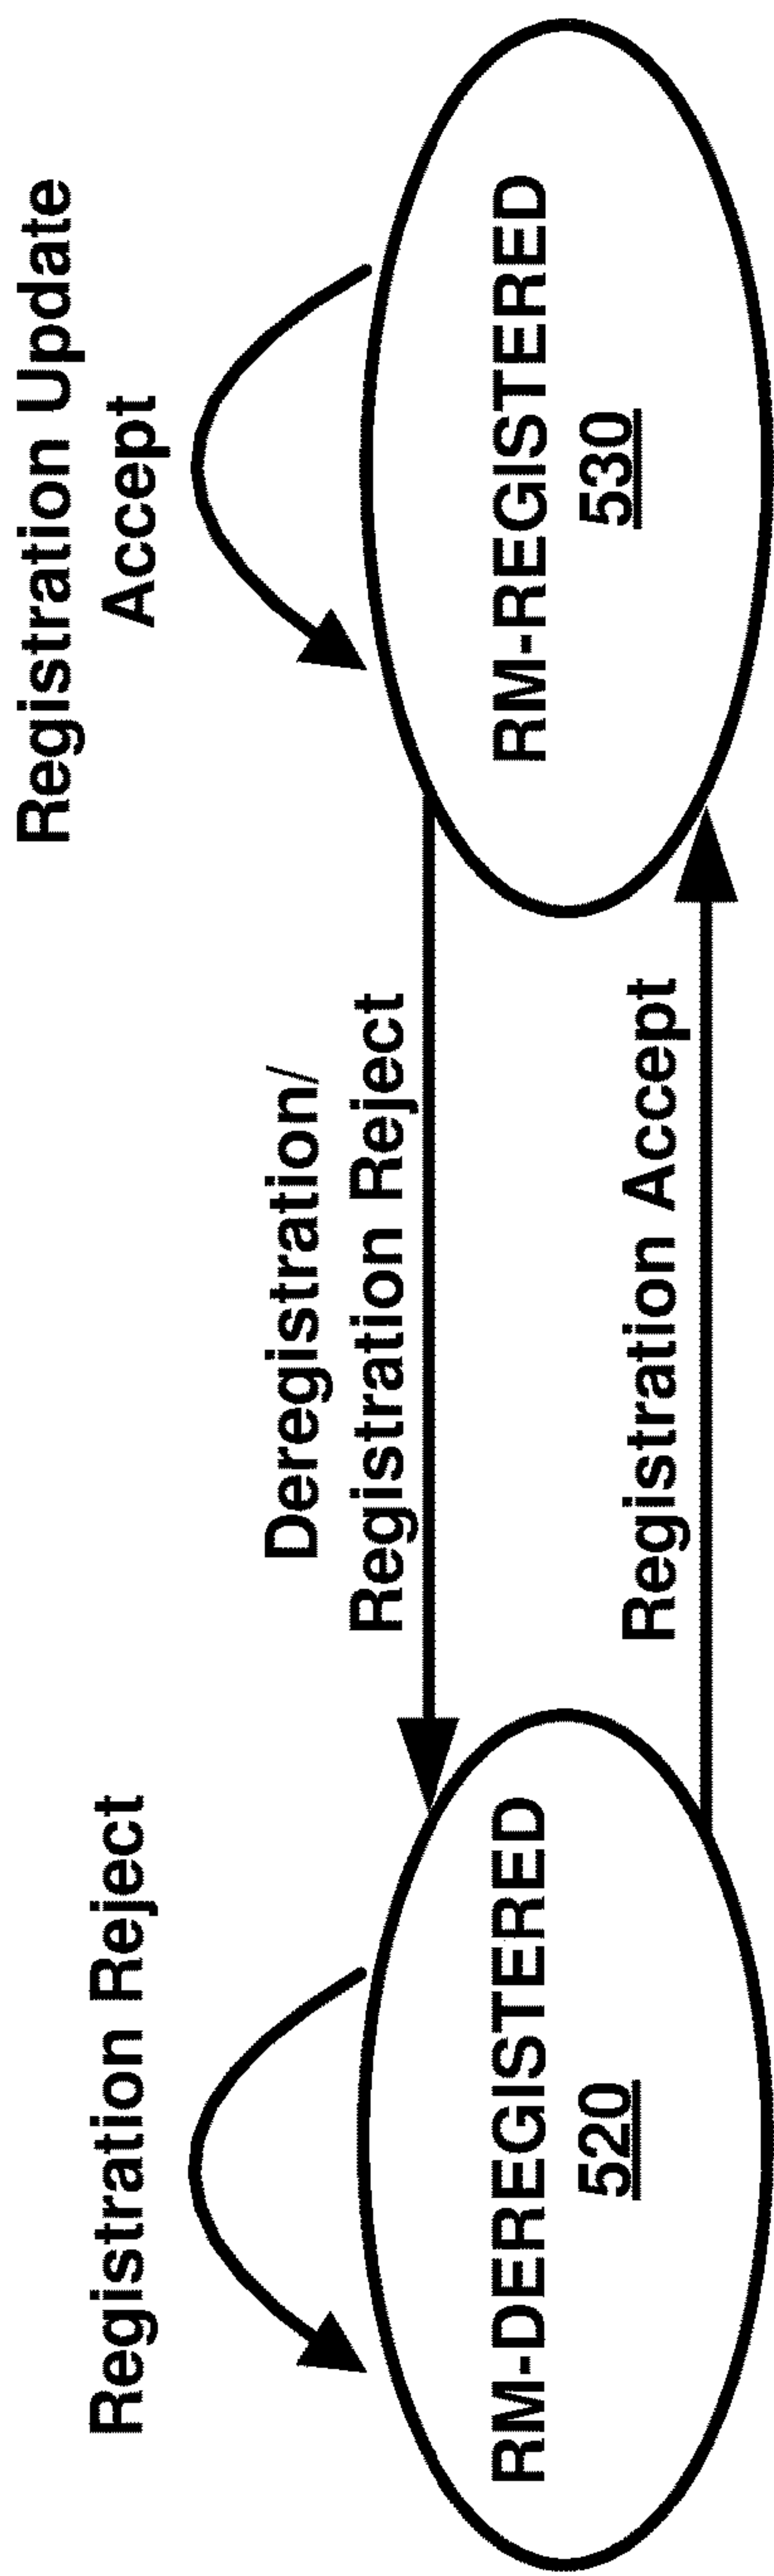 Registration Reject
RM-DEREGISTERED
520
Deregistration/
Registration Reject
Registration Accept
Registration Update
Accept
RM-REGISTERED
530